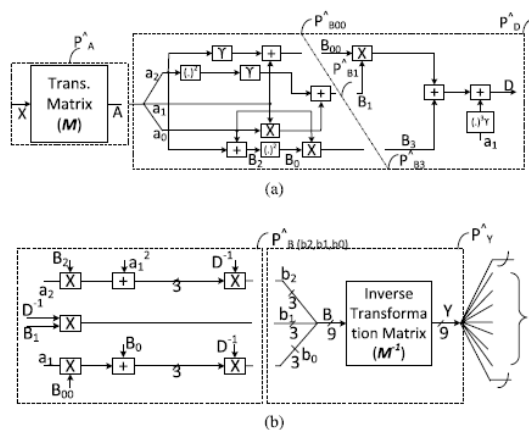 P^A
P^B00
P^D
X
Trans.
Matrix
(M)
A
a2
a1
a0
Y
+
B00
X
(.)²
Y
P^B1
+
B1
+
+
D
X
(.)³Y
a1
+
B2
(.)²
B0
X
B3
P^B3
(a)
P^B (b2,b1,b0)
P^Y
B2
a1²
D-1
a2
X
+
3
X
D-1
B1
X
B0
D-1
a1
X
+
3
X
B00
b2
3
b1
3
b0
3
B
9
Inverse
Transforma
tion Matrix
(M-1)
Y
9
(b)